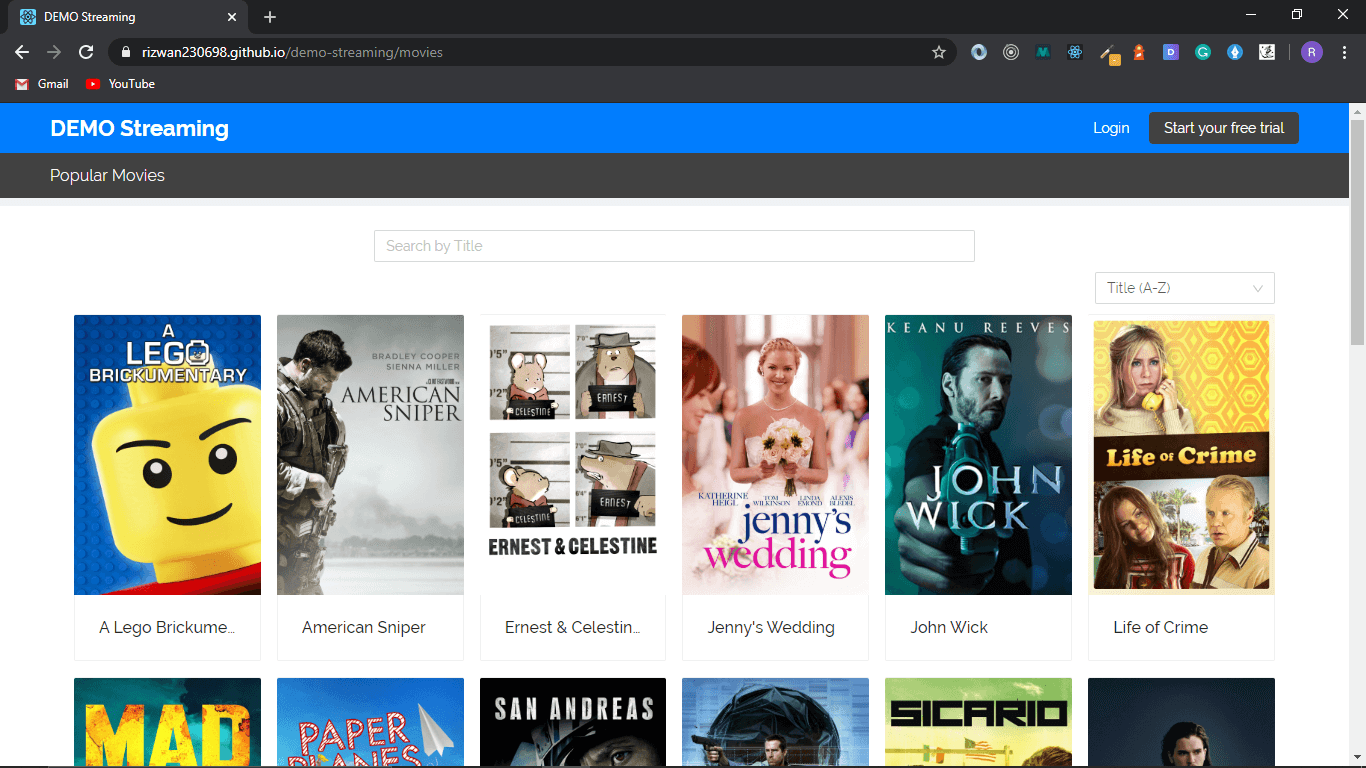 DEMO Streaming
rizwan230698.github.io/demo-streaming/movies
R
Gmail
YouTube
DEMO Streaming
Login
Start your free trial
Popular Movies
Search by Title
Title (A-Z)
A
LEGO
BRICKUMENTARY
BRADLEY COOPER
SIENNA MILLER
AMERICAN
SNIPER
CELESTINE
ERNEST
CELESTINE
ERNEST
ERNEST & CELESTINE
KATHERINE HEIGL
TOM WILKINSON
LINDA EMOND
ALEXIS BLEDEL
jenny's
wedding
KEANU REEVES
JOHN
WICK
Life of Crime
A Lego Brickume...
American Sniper
Ernest & Celestin...
Jenny's Wedding
John Wick
Life of Crime
MAD
PAPER
PLANES
SAN ANDREAS
SICARIO